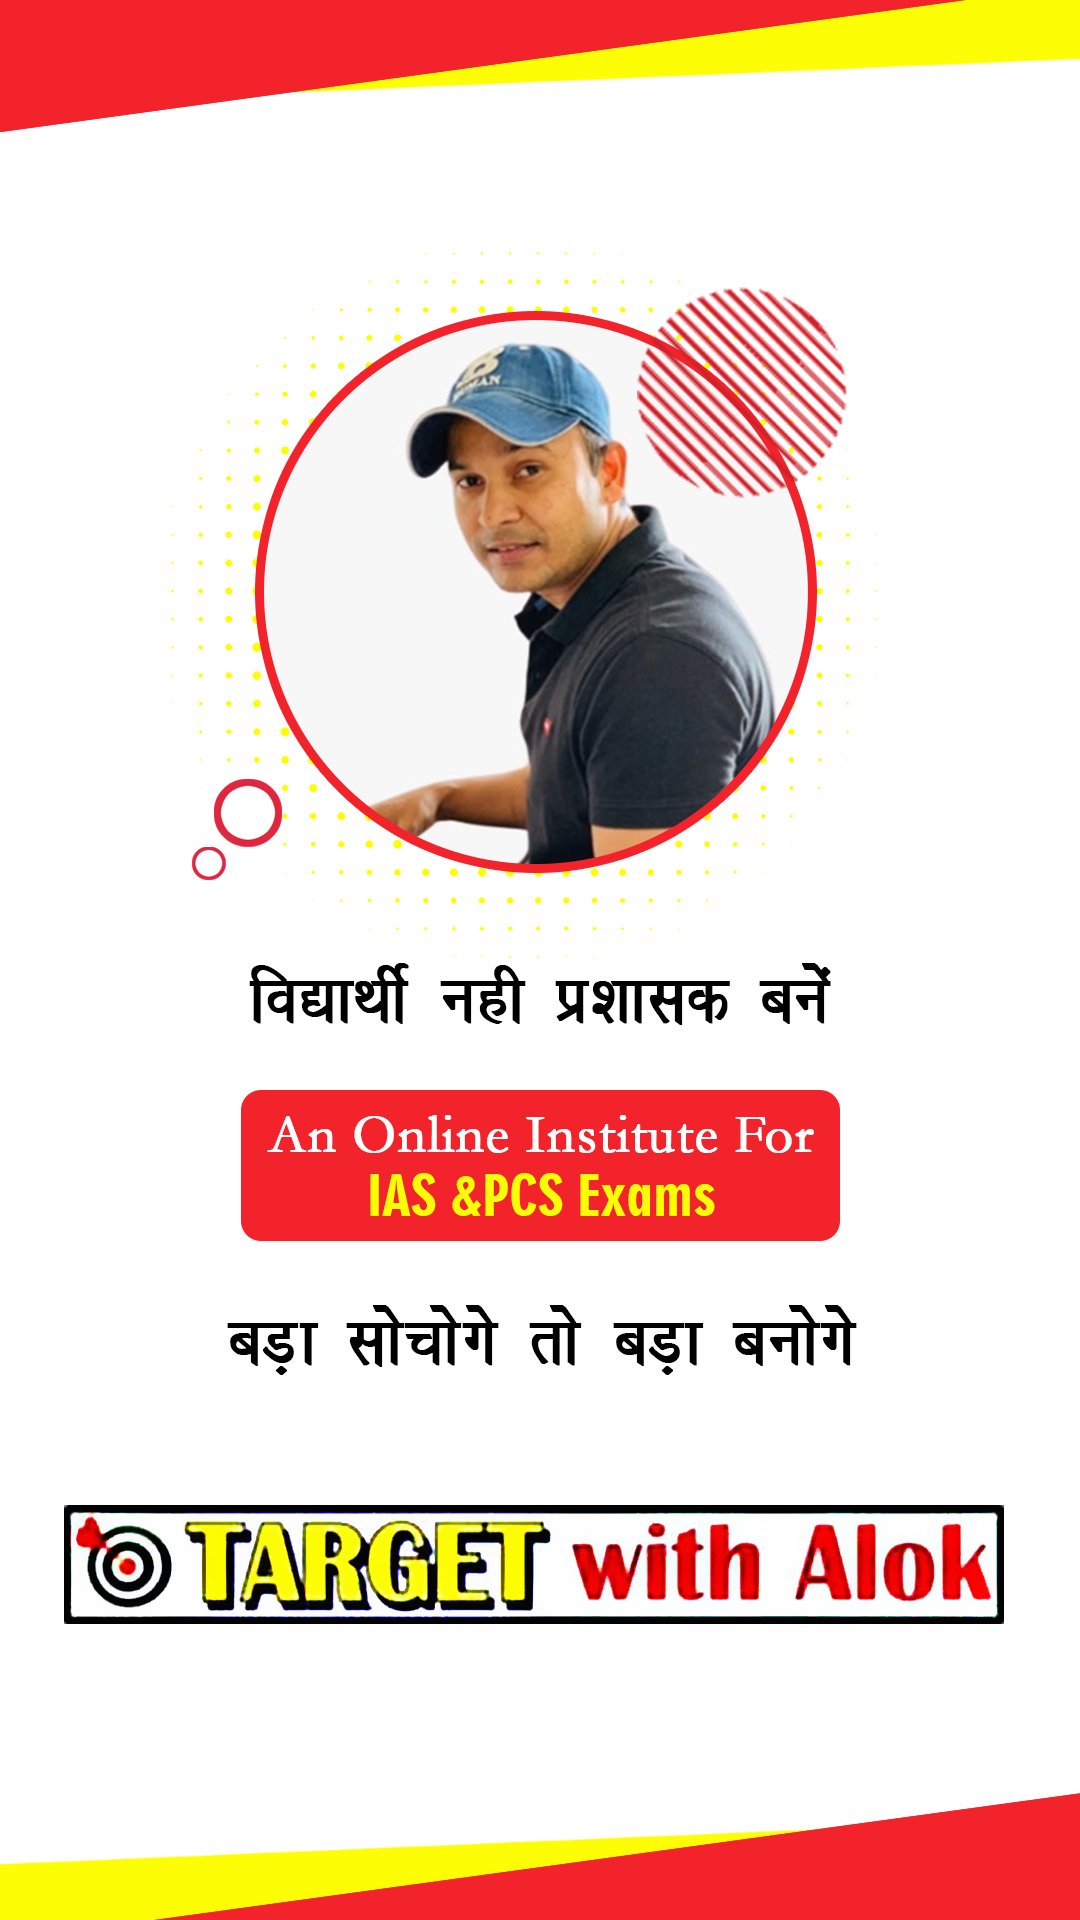 विद्यार्थी नही प्रशासक बनें
An Online Institute For
IAS &PCS Exams
बड़ा सोचोगे तो बड़ा बनोगे
TARGET with Alok